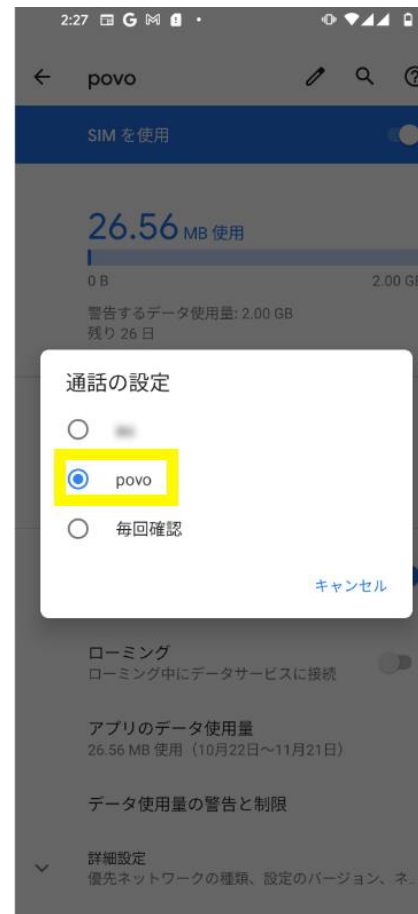 2:27
povo
SIM を使用
26.56 MB 使用
0 B
2.00 GB
警告するデータ使用量: 2.00 GB
残り 26 日
通話の設定
povo
毎回確認
キャンセル
ローミング
ローミング中にデータサービスに接続
アプリのデータ使用量
26.56 MB 使用（10月22日～11月21日）
データ使用量の警告と制限
詳細設定
優先ネットワークの種類、設定のバージョン、ネ...